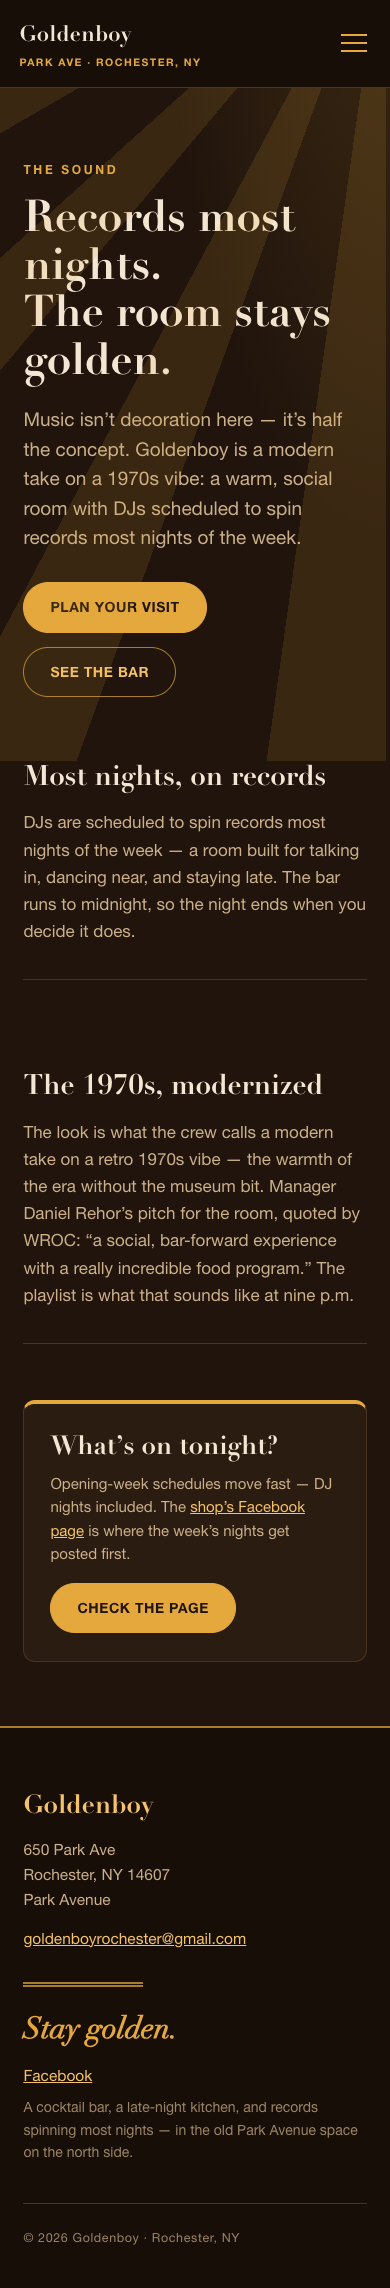 Goldenboy
PARK AVE · ROCHESTER, NY
THE SOUND
Records most
nights.
The room stays
golden.
Music isn’t decoration here — it’s half
the concept. Goldenboy is a modern
take on a 1970s vibe: a warm, social
room with DJs scheduled to spin
records most nights of the week.
PLAN YOUR VISIT
SEE THE BAR
Most nights, on records
DJs are scheduled to spin records most
nights of the week — a room built for talking
in, dancing near, and staying late. The bar
runs to midnight, so the night ends when you
decide it does.
The 1970s, modernized
The look is what the crew calls a modern
take on a retro 1970s vibe — the warmth of
the era without the museum bit. Manager
Daniel Rehor’s pitch for the room, quoted by
WROC: “a social, bar-forward experience
with a really incredible food program.” The
playlist is what that sounds like at nine p.m.
What’s on tonight?
Opening-week schedules move fast — DJ
nights included. The shop’s Facebook
page is where the week’s nights get
posted first.
CHECK THE PAGE
Goldenboy
650 Park Ave
Rochester, NY 14607
Park Avenue
goldenboyrochester@gmail.com
Stay golden.
Facebook
A cocktail bar, a late-night kitchen, and records
spinning most nights — in the old Park Avenue space
on the north side.
© 2026 Goldenboy · Rochester, NY